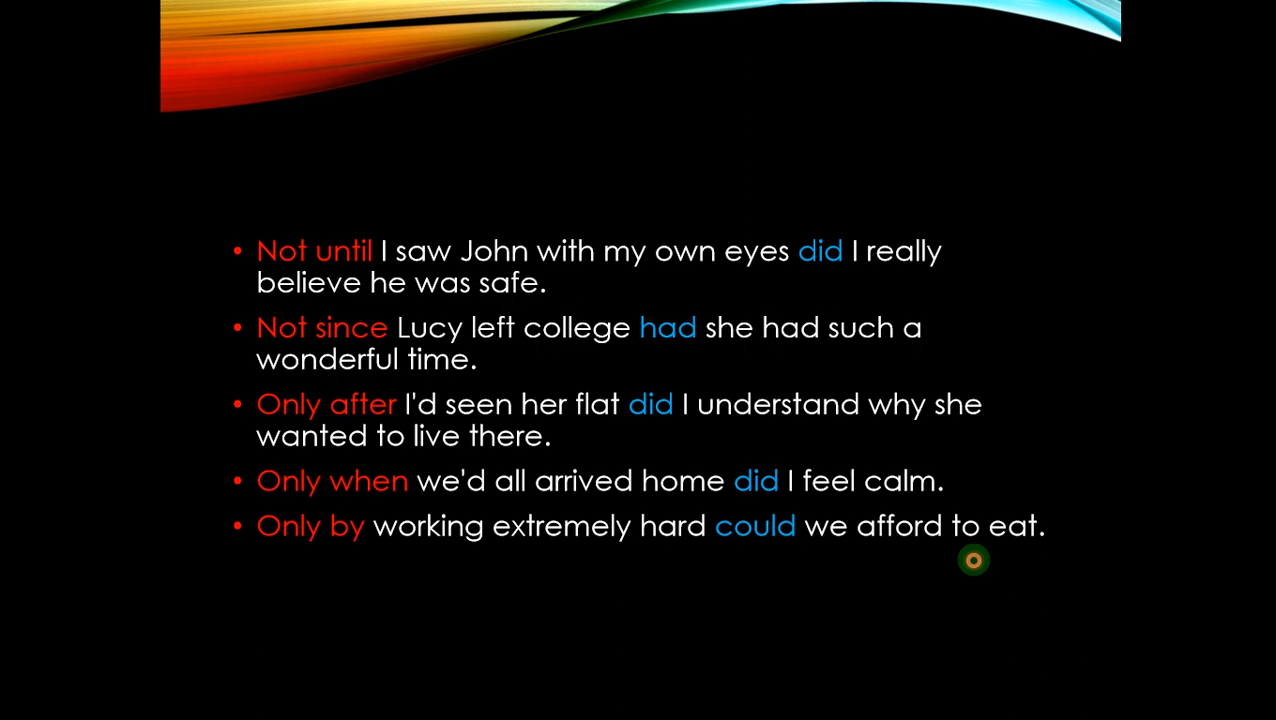 • Not until I saw John with my own eyes did I really
believe he was safe.
• Not since Lucy left college had she had such a
wonderful time.
• Only after I'd seen her flat did I understand why she
wanted to live there.
• Only when we'd all arrived home did I feel calm.
• Only by working extremely hard could we afford to eat.